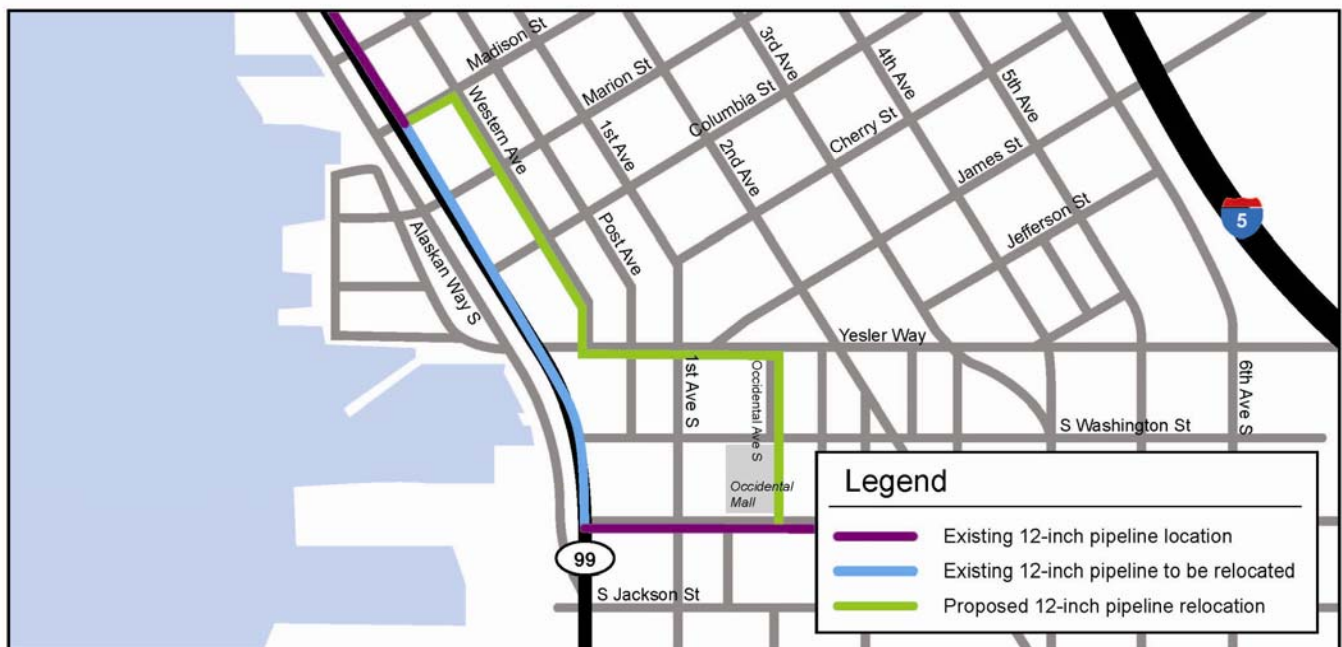 Madison St
Marion St
Columbia St
Cherry St
James St
Jefferson St
3rd Ave
4th Ave
5th Ave
Western Ave
1st Ave
2nd Ave
Post Ave
5
Alaskan Way S
Yesler Way
1st Ave S
Occidental Ave S
6th Ave S
S Washington St
Occidental
Mall
99
S Jackson St
Legend
Existing 12-inch pipeline location
Existing 12-inch pipeline to be relocated
Proposed 12-inch pipeline relocation